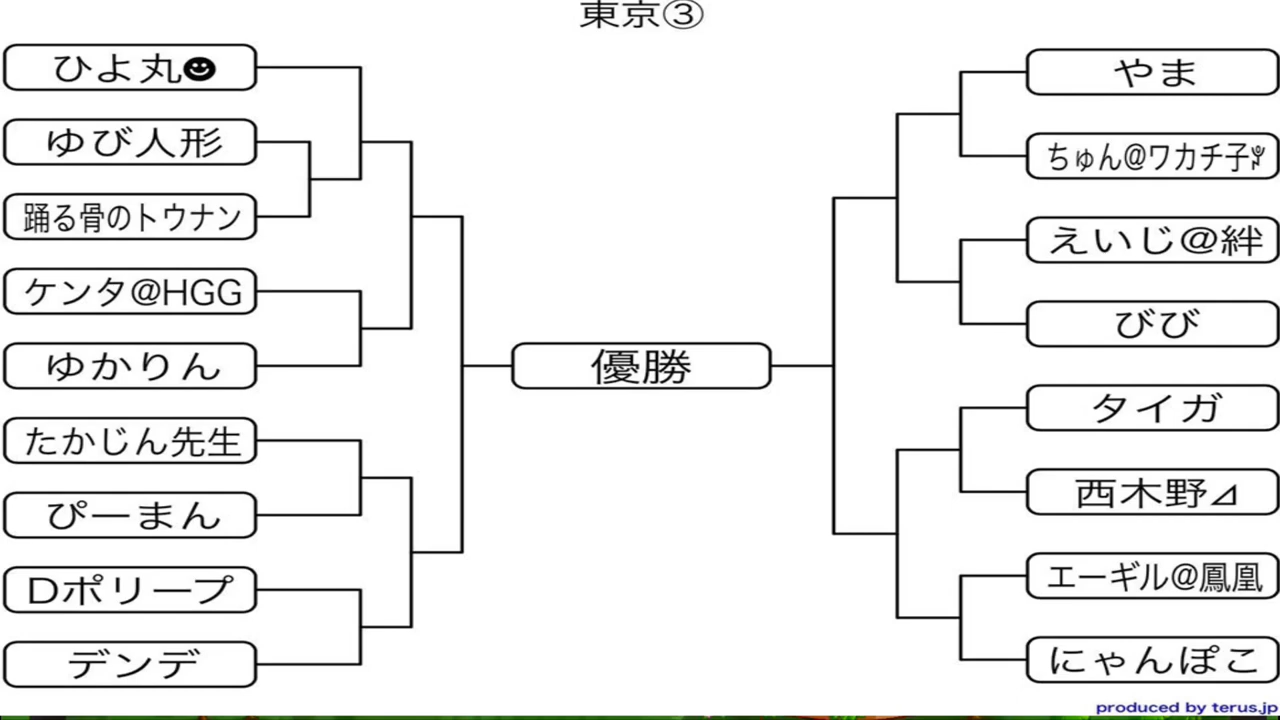 東京③
ひよ丸☻
ゆび人形
踊る骨のトウナン
ケンタ@HGG
ゆかりん
たかじん先生
ぴーまん
Dポリープ
デンデ
優勝
やま
ちゅん@ワカチ子
えいじ@絆
びび
タイガ
西木野⊿
エーギル@鳳凰
にゃんぽこ
produced by terus.jp